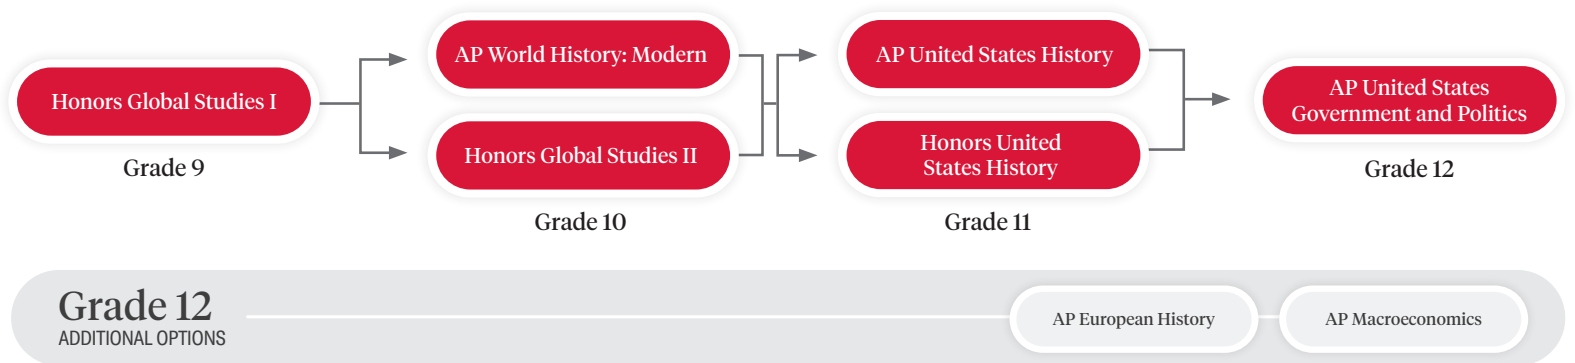 Honors Global Studies I
Grade 9
AP World History: Modern
Honors Global Studies II
Grade 10
AP United States History
Honors United
States History
Grade 11
AP United States
Government and Politics
Grade 12
Grade 12
ADDITIONAL OPTIONS
AP European History
AP Macroeconomics